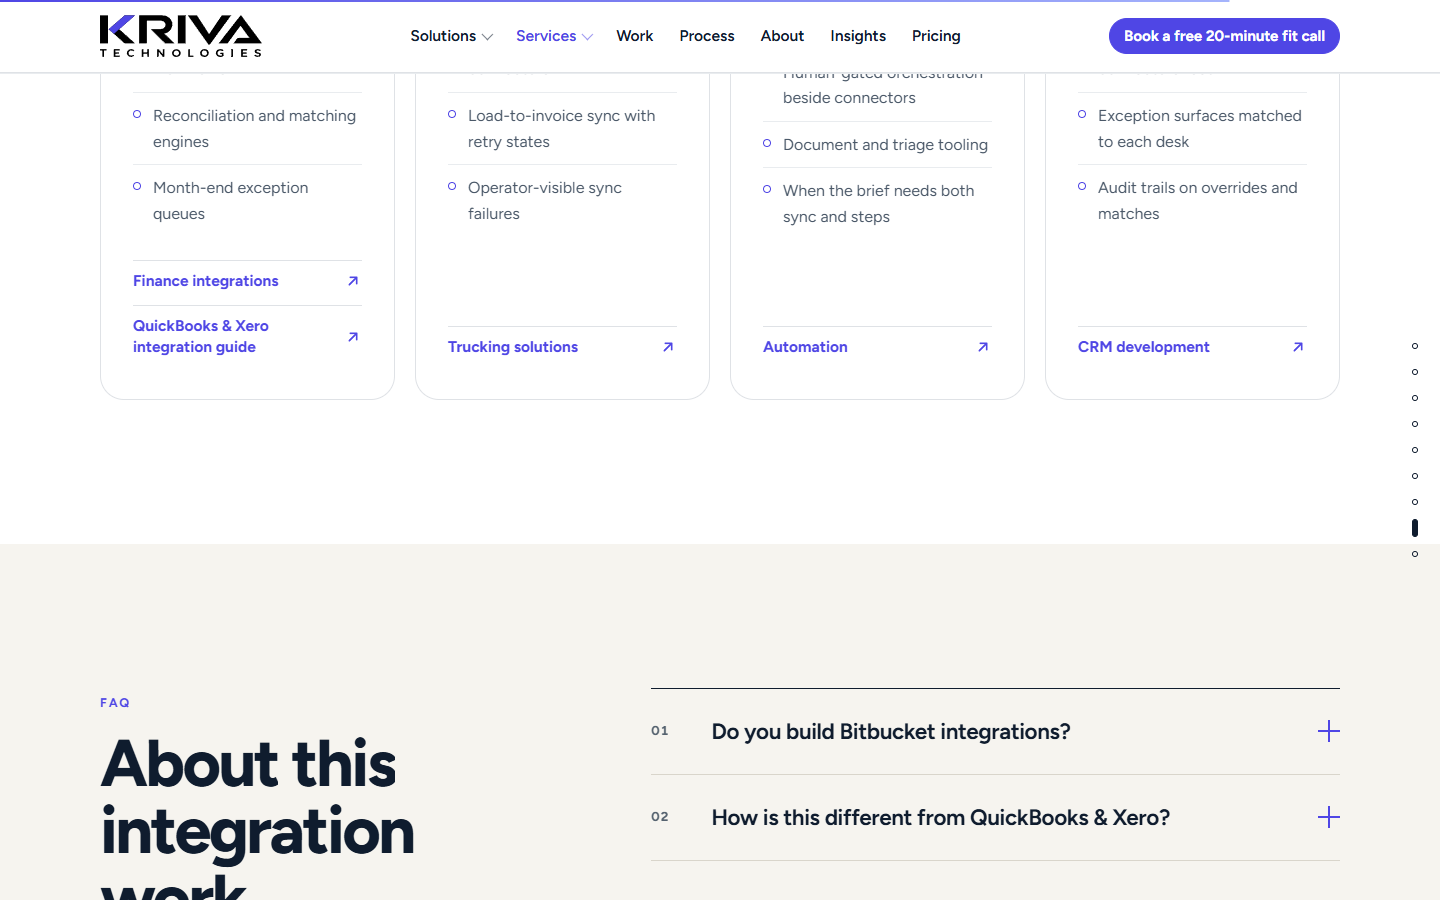 KRIVA
TECHNOLOGIES
Solutions
Services
Work
Process
About
Insights
Pricing
Book a free 20-minute fit call
Reconciliation and matching
engines
Month-end exception
queues
Finance integrations
QuickBooks & Xero
integration guide
Load-to-invoice sync with
retry states
Operator-visible sync
failures
Trucking solutions
Human-gated orchestration
beside connectors
Document and triage tooling
When the brief needs both
sync and steps
Automation
Exception surfaces matched
to each desk
Audit trails on overrides and
matches
CRM development
FAQ
About this
integration
work
01
Do you build Bitbucket integrations?
02
How is this different from QuickBooks & Xero?